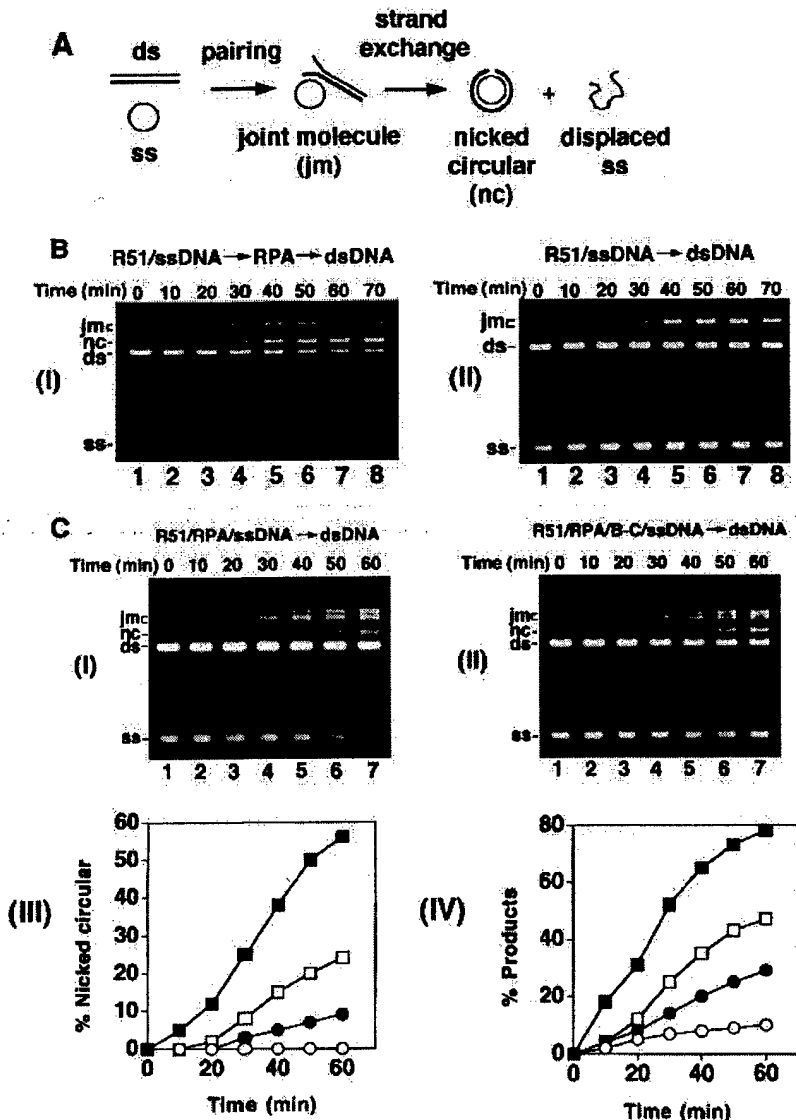 A
ds
pairing
strand
exchange
+
ss
joint molecule
(jm)
nicked
circular
(nc)
displaced
ss
B
R51/ssDNA→RPA→dsDNA
Time (min) 0 10 20 30 40 50 60 70
jm
nc
ds
ss
(I)
1 2 3 4 5 6 7 8
R51/ssDNA→dsDNA
Time (min) 0 10 20 30 40 50 60 70
jm
ds
ss
(II)
1 2 3 4 5 6 7 8
C
R51/RPA/ssDNA→dsDNA
Time (min) 0 10 20 30 40 50 60
jm
nc
ds
ss
(I)
1 2 3 4 5 6 7
R51/RPA/B-C/ssDNA→dsDNA
Time (min) 0 10 20 30 40 50 60
jm
nc
ds
ss
(II)
1 2 3 4 5 6 7
(III)
% Nicked circular
60
50
40
30
20
10
0
0 20 40 60
Time (min)
(IV)
% Products
80
60
40
20
0
0 20 40 60
Time (min)